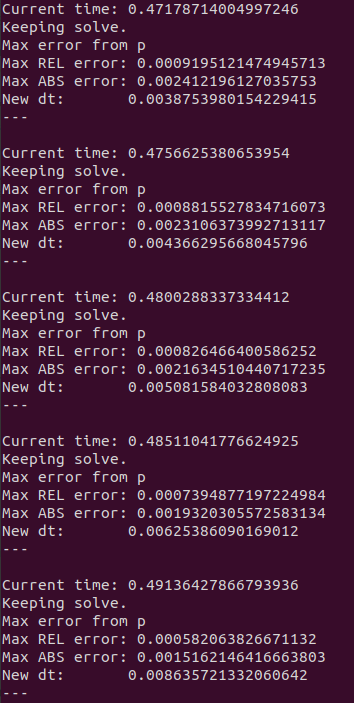 Current time: 0.47178714004997246
Keeping solve.
Max error from p
Max REL error: 0.0009195121474945713
Max ABS error: 0.002412196127035753
New dt:       0.0038753980154229415
---
Current time: 0.4756625380653954
Keeping solve.
Max error from p
Max REL error: 0.0008815527834716073
Max ABS error: 0.0023106373992713117
New dt:       0.004366295668045796
---
Current time: 0.4800288337334412
Keeping solve.
Max error from p
Max REL error: 0.000826466400586252
Max ABS error: 0.0021634510440717235
New dt:       0.005081584032808083
---
Current time: 0.48511041776624925
Keeping solve.
Max error from p
Max REL error: 0.0007394877197224984
Max ABS error: 0.0019320305572583134
New dt:       0.00625386090169012
---
Current time: 0.49136427866793936
Keeping solve.
Max error from p
Max REL error: 0.000582063826671132
Max ABS error: 0.0015162146416663803
New dt:       0.008635721332060642
---